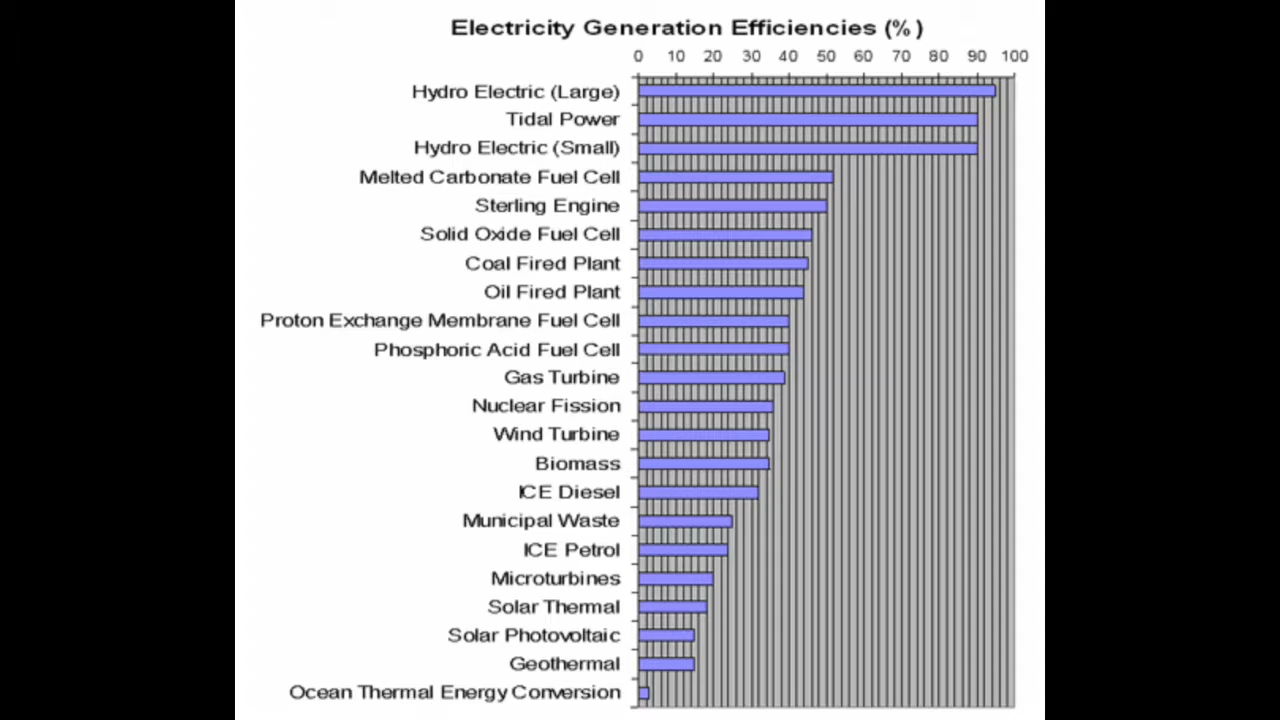 Electricity Generation Efficiencies (%)
0 10 20 30 40 50 60 70 80 90 100
Hydro Electric (Large)
Tidal Power
Hydro Electric (Small)
Melted Carbonate Fuel Cell
Sterling Engine
Solid Oxide Fuel Cell
Coal Fired Plant
Oil Fired Plant
Proton Exchange Membrane Fuel Cell
Phosphoric Acid Fuel Cell
Gas Turbine
Nuclear Fission
Wind Turbine
Biomass
ICE Diesel
Municipal Waste
ICE Petrol
Microturbines
Solar Thermal
Solar Photovoltaic
Geothermal
Ocean Thermal Energy Conversion